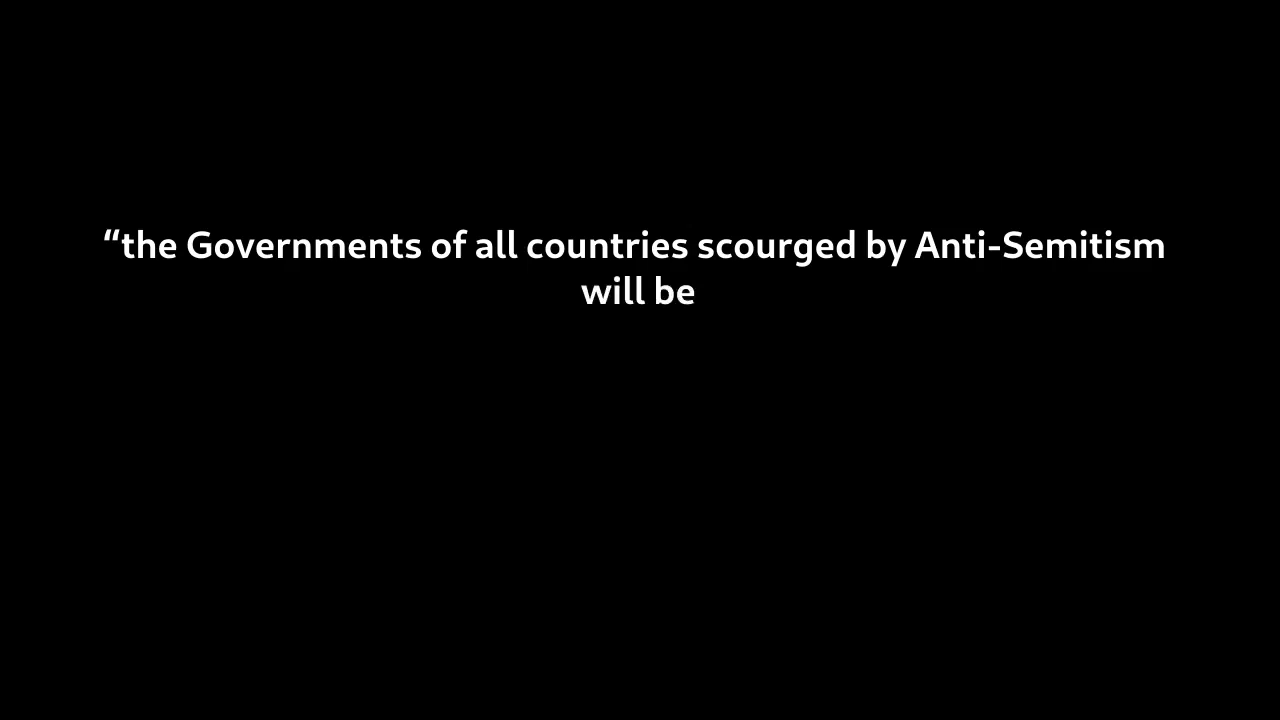 “the Governments of all countries scourged by Anti-Semitism
will be